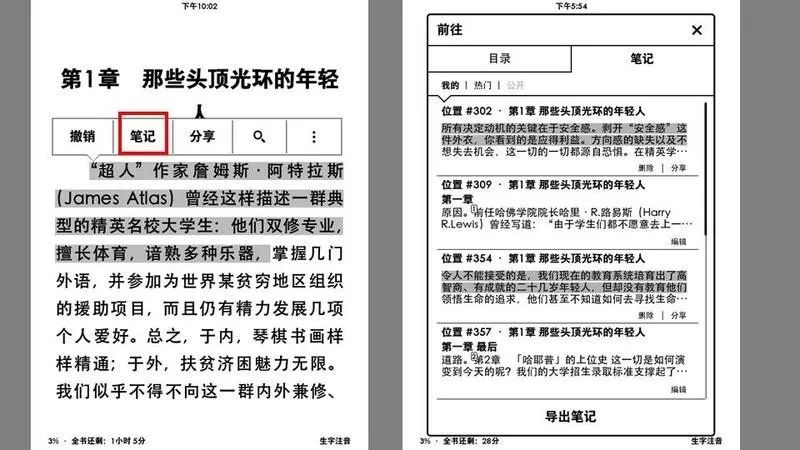 下午10:02
第1章　那些头顶光环的年轻
人
撤销
笔记
分享
“超人”作家詹姆斯·阿特拉斯
(James Atlas) 曾经这样描述一群典
型的精英名校大学生：他们双修专业，
擅长体育，谙熟多种乐器，掌握几门
外语，并参加为世界某贫穷地区组织
的援助项目，而且仍有精力发展几项
个人爱好。总之，于内，琴棋书画样
样精通；于外，扶贫济困魅力无限。
我们似乎不得不向这一群内外兼修、
3% · 全书还剩：1小时 5分
生字注音
下午5:54
前往
目录
笔记
我的 | 热门 | 公开
位置 #302 · 第1章 那些头顶光环的年轻人
所有决定动机的关键在于安全感。剥开“安全感”这
件外衣，你看到的是应得利益。方向感的缺失以及不
想失去机会，这一切的一切都源自恐惧。在精英学…
删除 | 分享
位置 #309 · 第1章 那些头顶光环的年轻人
第一章
原因。1前任哈佛学院院长哈里·R.路易斯（Harry
R.Lewis）曾经写道：“由于学生们都不愿意去上一…
编辑
位置 #354 · 第1章 那些头顶光环的年轻人
令人不能接受的是，我们现在的教育系统培育出了高
智商、有成就的二十几岁年轻人，但却没有教育他们
领悟生命的追求，他们甚至不知道如何去寻找生命…
删除 | 分享
位置 #357 · 第1章 那些头顶光环的年轻人
第一章 最后
道路。2第2章　「哈耶普」的上位史 这一切是如何演
变到今天的呢？我们的大学招生录取标准支撑起了…
编辑
导出笔记
3% · 全书还剩：28分
生字注音